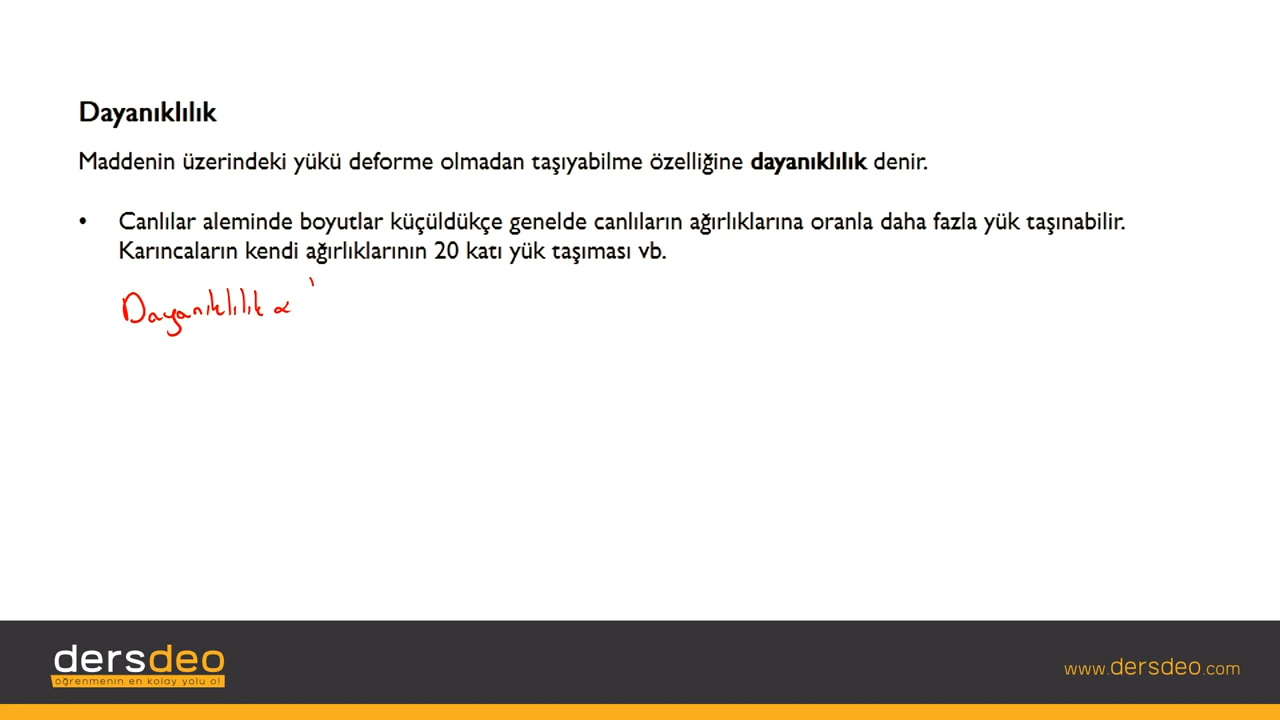 Dayanıklılık
Maddenin üzerindeki yükü deforme olmadan taşıyabilme özelliğine dayanıklılık denir.
• Canlılar aleminde boyutlar küçüldükçe genelde canlıların ağırlıklarına oranla daha fazla yük taşınabilir.
Karıncaların kendi ağırlıklarının 20 katı yük taşıması vb.
Dayanıklılık α
dersdeo
öğrenmenin en kolay yolu o!
www.dersdeo.com